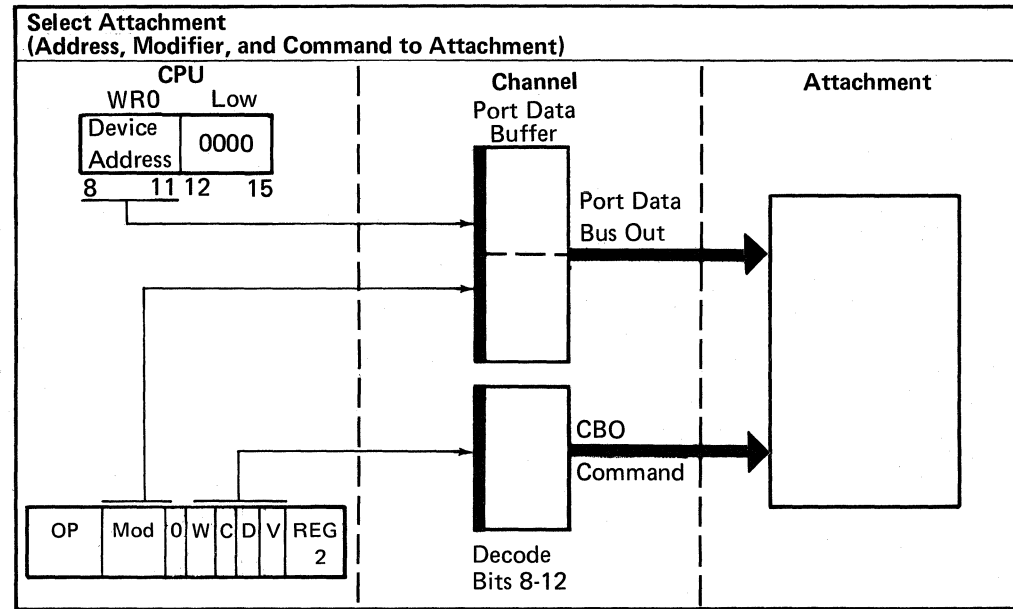 Select Attachment
(Address, Modifier, and Command to Attachment)
CPU
WR0 Low
Device
Address
0000
8 11 12 15
Channel
Port Data
Buffer
Attachment
Port Data
Bus Out
CBO
Command
OP Mod 0 W C D V REG
2
Decode
Bits 8-12